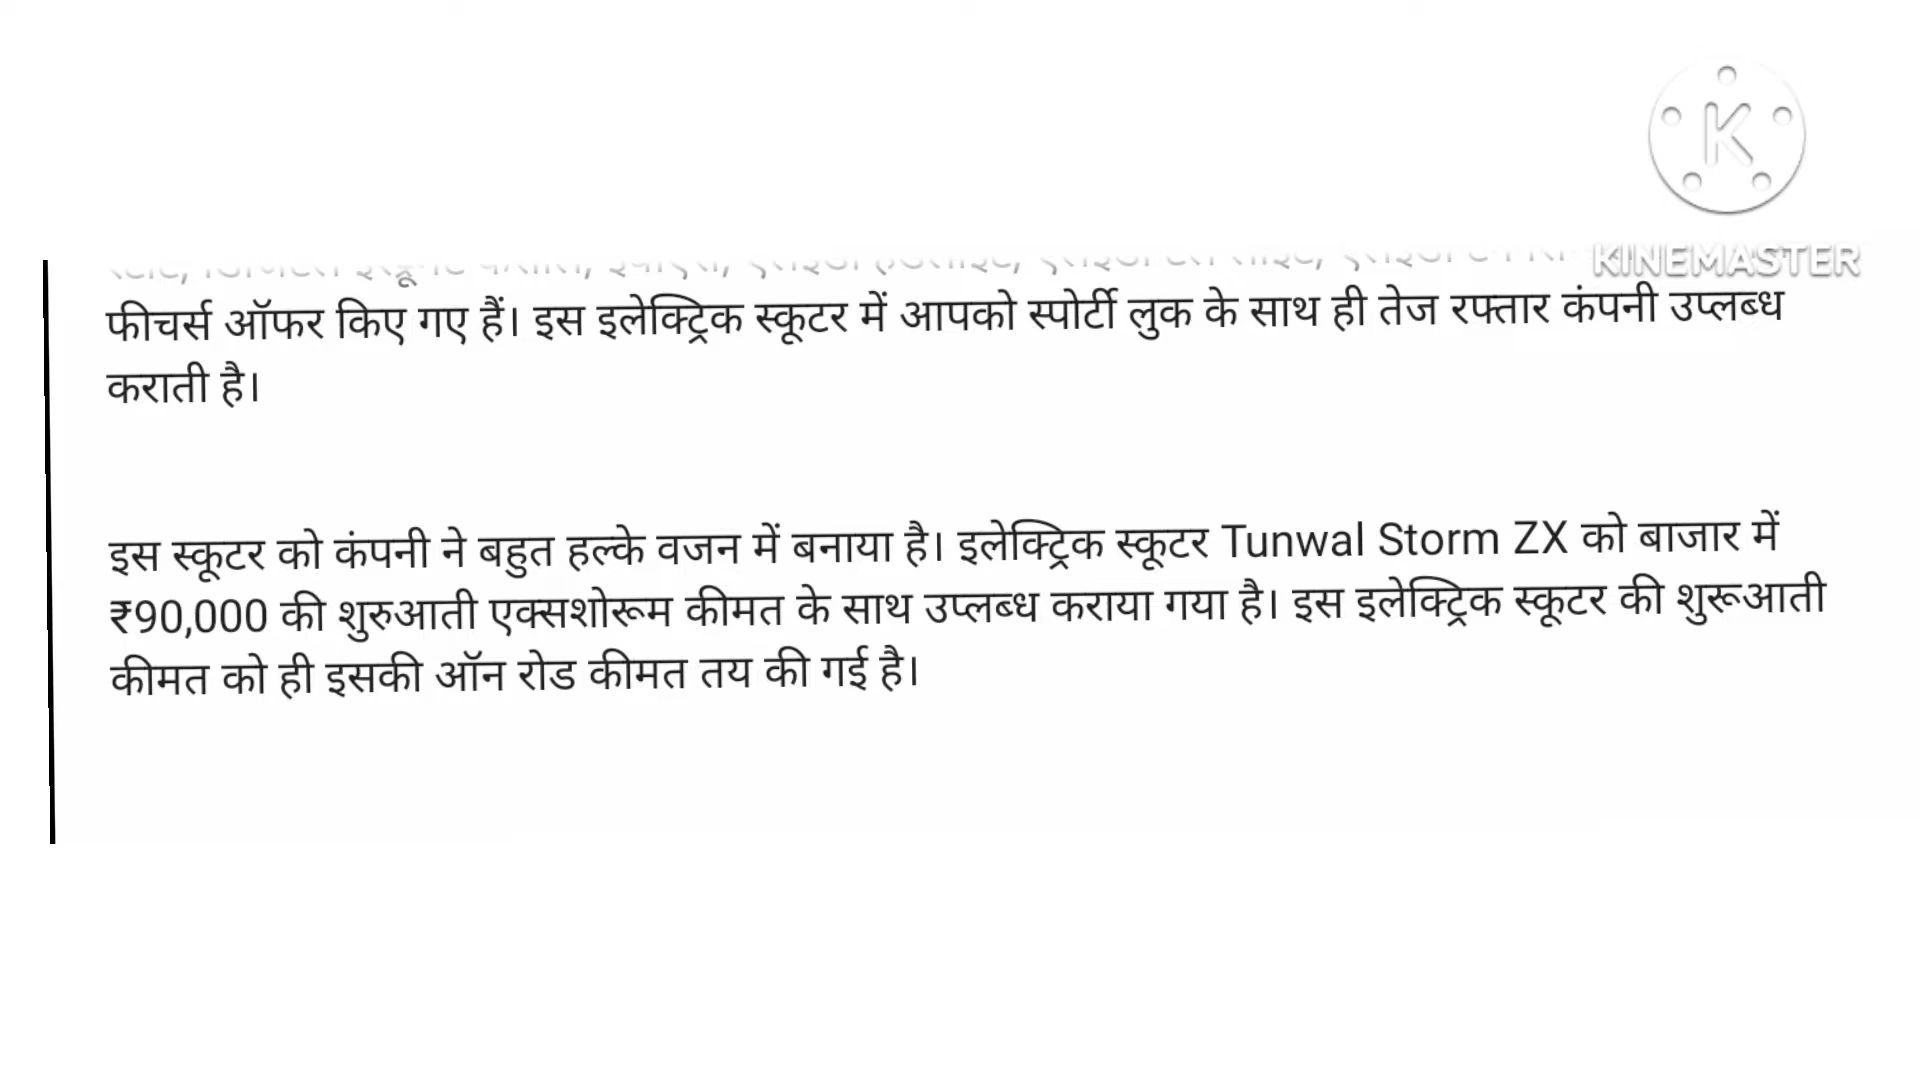 KINEMASTER
फीचर्स ऑफर किए गए हैं। इस इलेक्ट्रिक स्कूटर में आपको स्पोर्टी लुक के साथ ही तेज रफ्तार कंपनी उप्लब्ध
कराती है।
इस स्कूटर को कंपनी ने बहुत हल्के वजन में बनाया है। इलेक्ट्रिक स्कूटर Tunwal Storm ZX को बाजार में
₹90,000 की शुरुआती एक्सशोरूम कीमत के साथ उप्लब्ध कराया गया है। इस इलेक्ट्रिक स्कूटर की शुरूआती
कीमत को ही इसकी ऑन रोड कीमत तय की गई है।